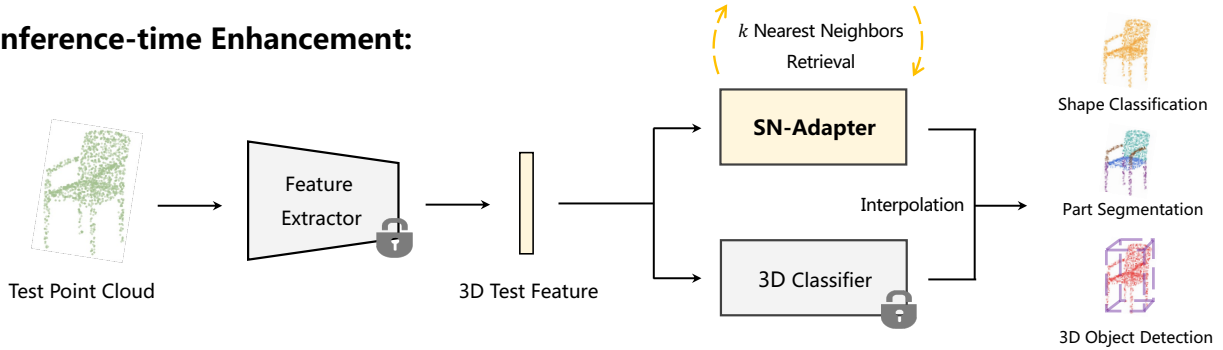 nference-time Enhancement:
k Nearest Neighbors
Retrieval
SN-Adapter
Feature
Extractor
Interpolation
3D Classifier
Test Point Cloud
3D Test Feature
Shape Classification
Part Segmentation
3D Object Detection